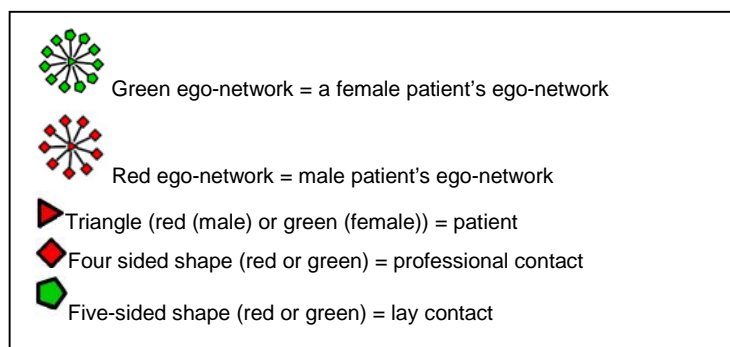 Green ego-network = a female patient’s ego-network
Red ego-network = male patient’s ego-network
Triangle (red (male) or green (female)) = patient
Four sided shape (red or green) = professional contact
Five-sided shape (red or green) = lay contact